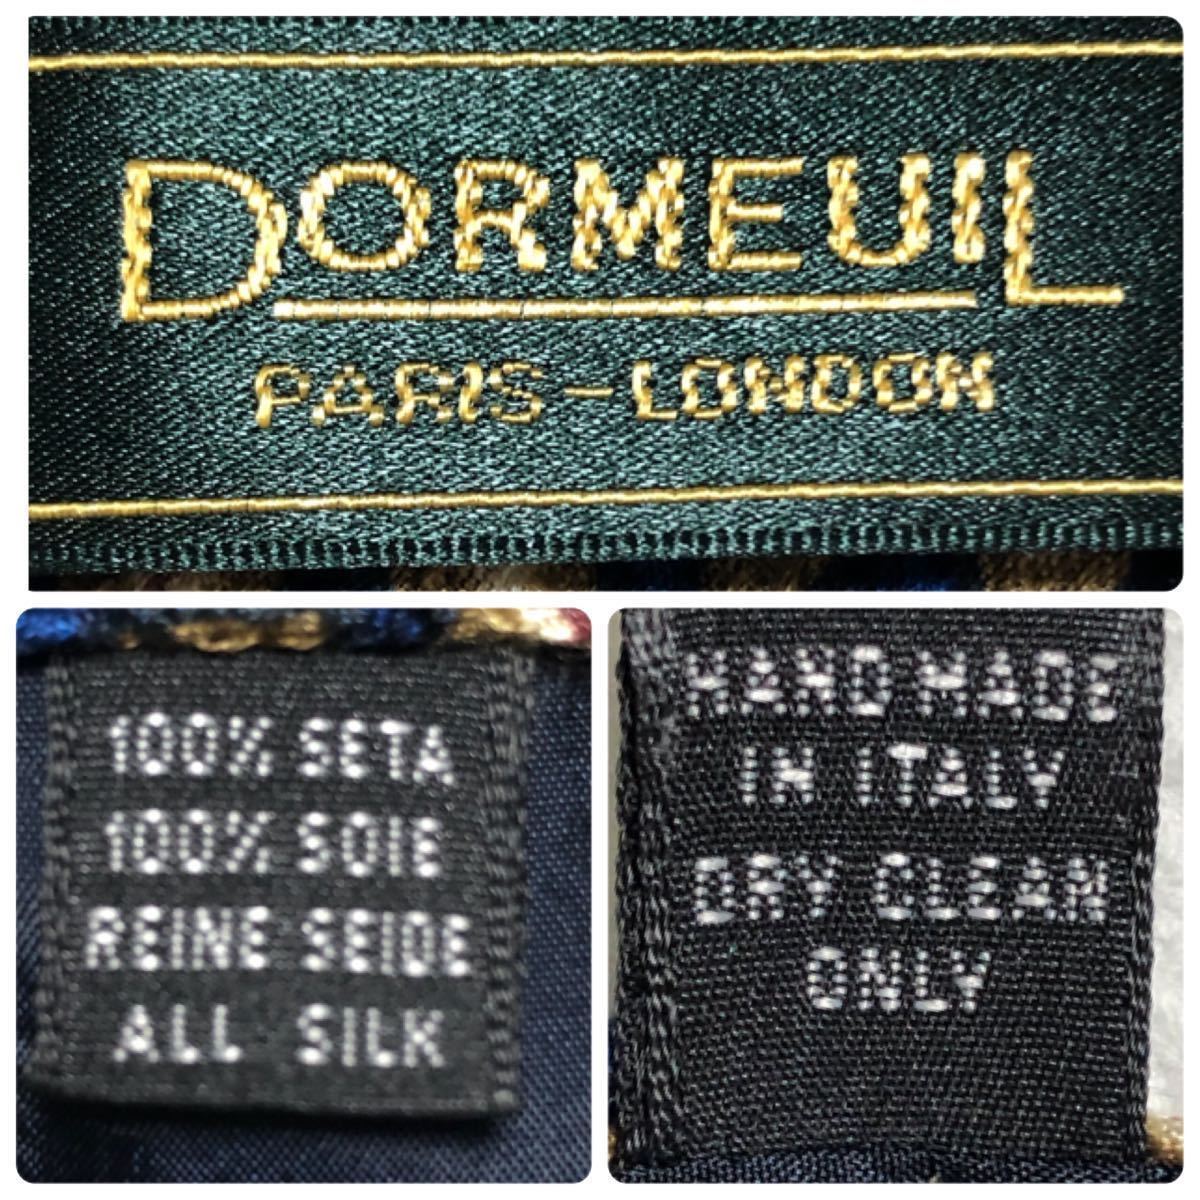 DORMEUIL
PARIS-LONDON
100% SETA
100% SOIE
REINE SEIDE
ALL SILK
HAND MADE
IN ITALY
DRY CLEAN
ONLY